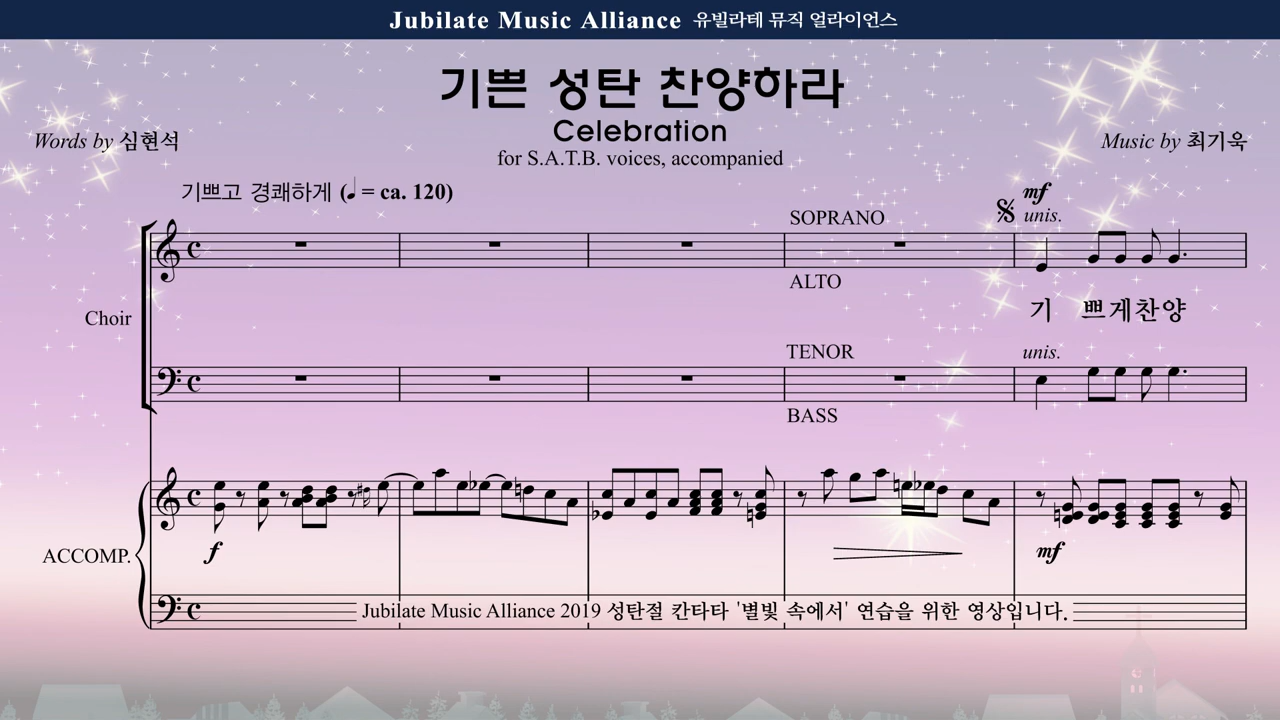 Jubilate Music Alliance 유빌라테 뮤직 얼라이언스
기쁜 성탄 찬양하라
Celebration
Words by 심현석
Music by 최기욱
for S.A.T.B. voices, accompanied
기쁘고 경쾌하게 (♩ = ca. 120)
mf
SOPRANO
unis.
ALTO
기 쁘게찬양
Choir
TENOR
unis.
BASS
f
mf
ACCOMP.
Jubilate Music Alliance 2019 성탄절 칸타타 '별빛 속에서' 연습을 위한 영상입니다.